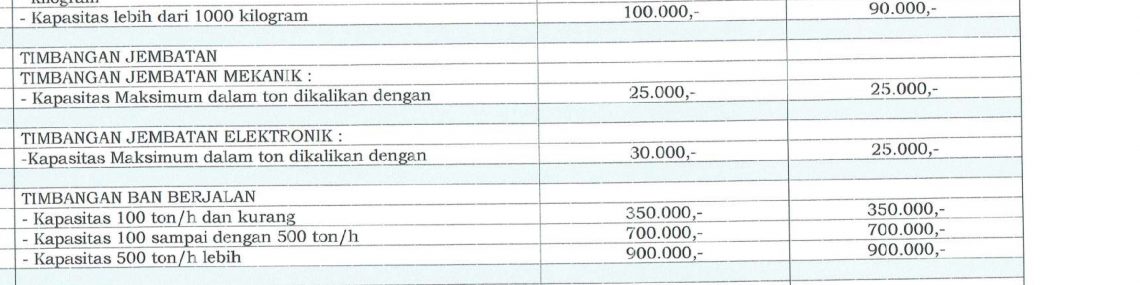 kilogram
- Kapasitas lebih dari 1000 kilogram 100.000,- 90.000,-
TIMBANGAN JEMBATAN
TIMBANGAN JEMBATAN MEKANIK :
- Kapasitas Maksimum dalam ton dikalikan dengan 25.000,- 25.000,-
TIMBANGAN JEMBATAN ELEKTRONIK :
-Kapasitas Maksimum dalam ton dikalikan dengan 30.000,- 25.000,-
TIMBANGAN BAN BERJALAN
- Kapasitas 100 ton/h dan kurang 350.000,- 350.000,-
- Kapasitas 100 sampai dengan 500 ton/h 700.000,- 700.000,-
- Kapasitas 500 ton/h lebih 900.000,- 900.000,-